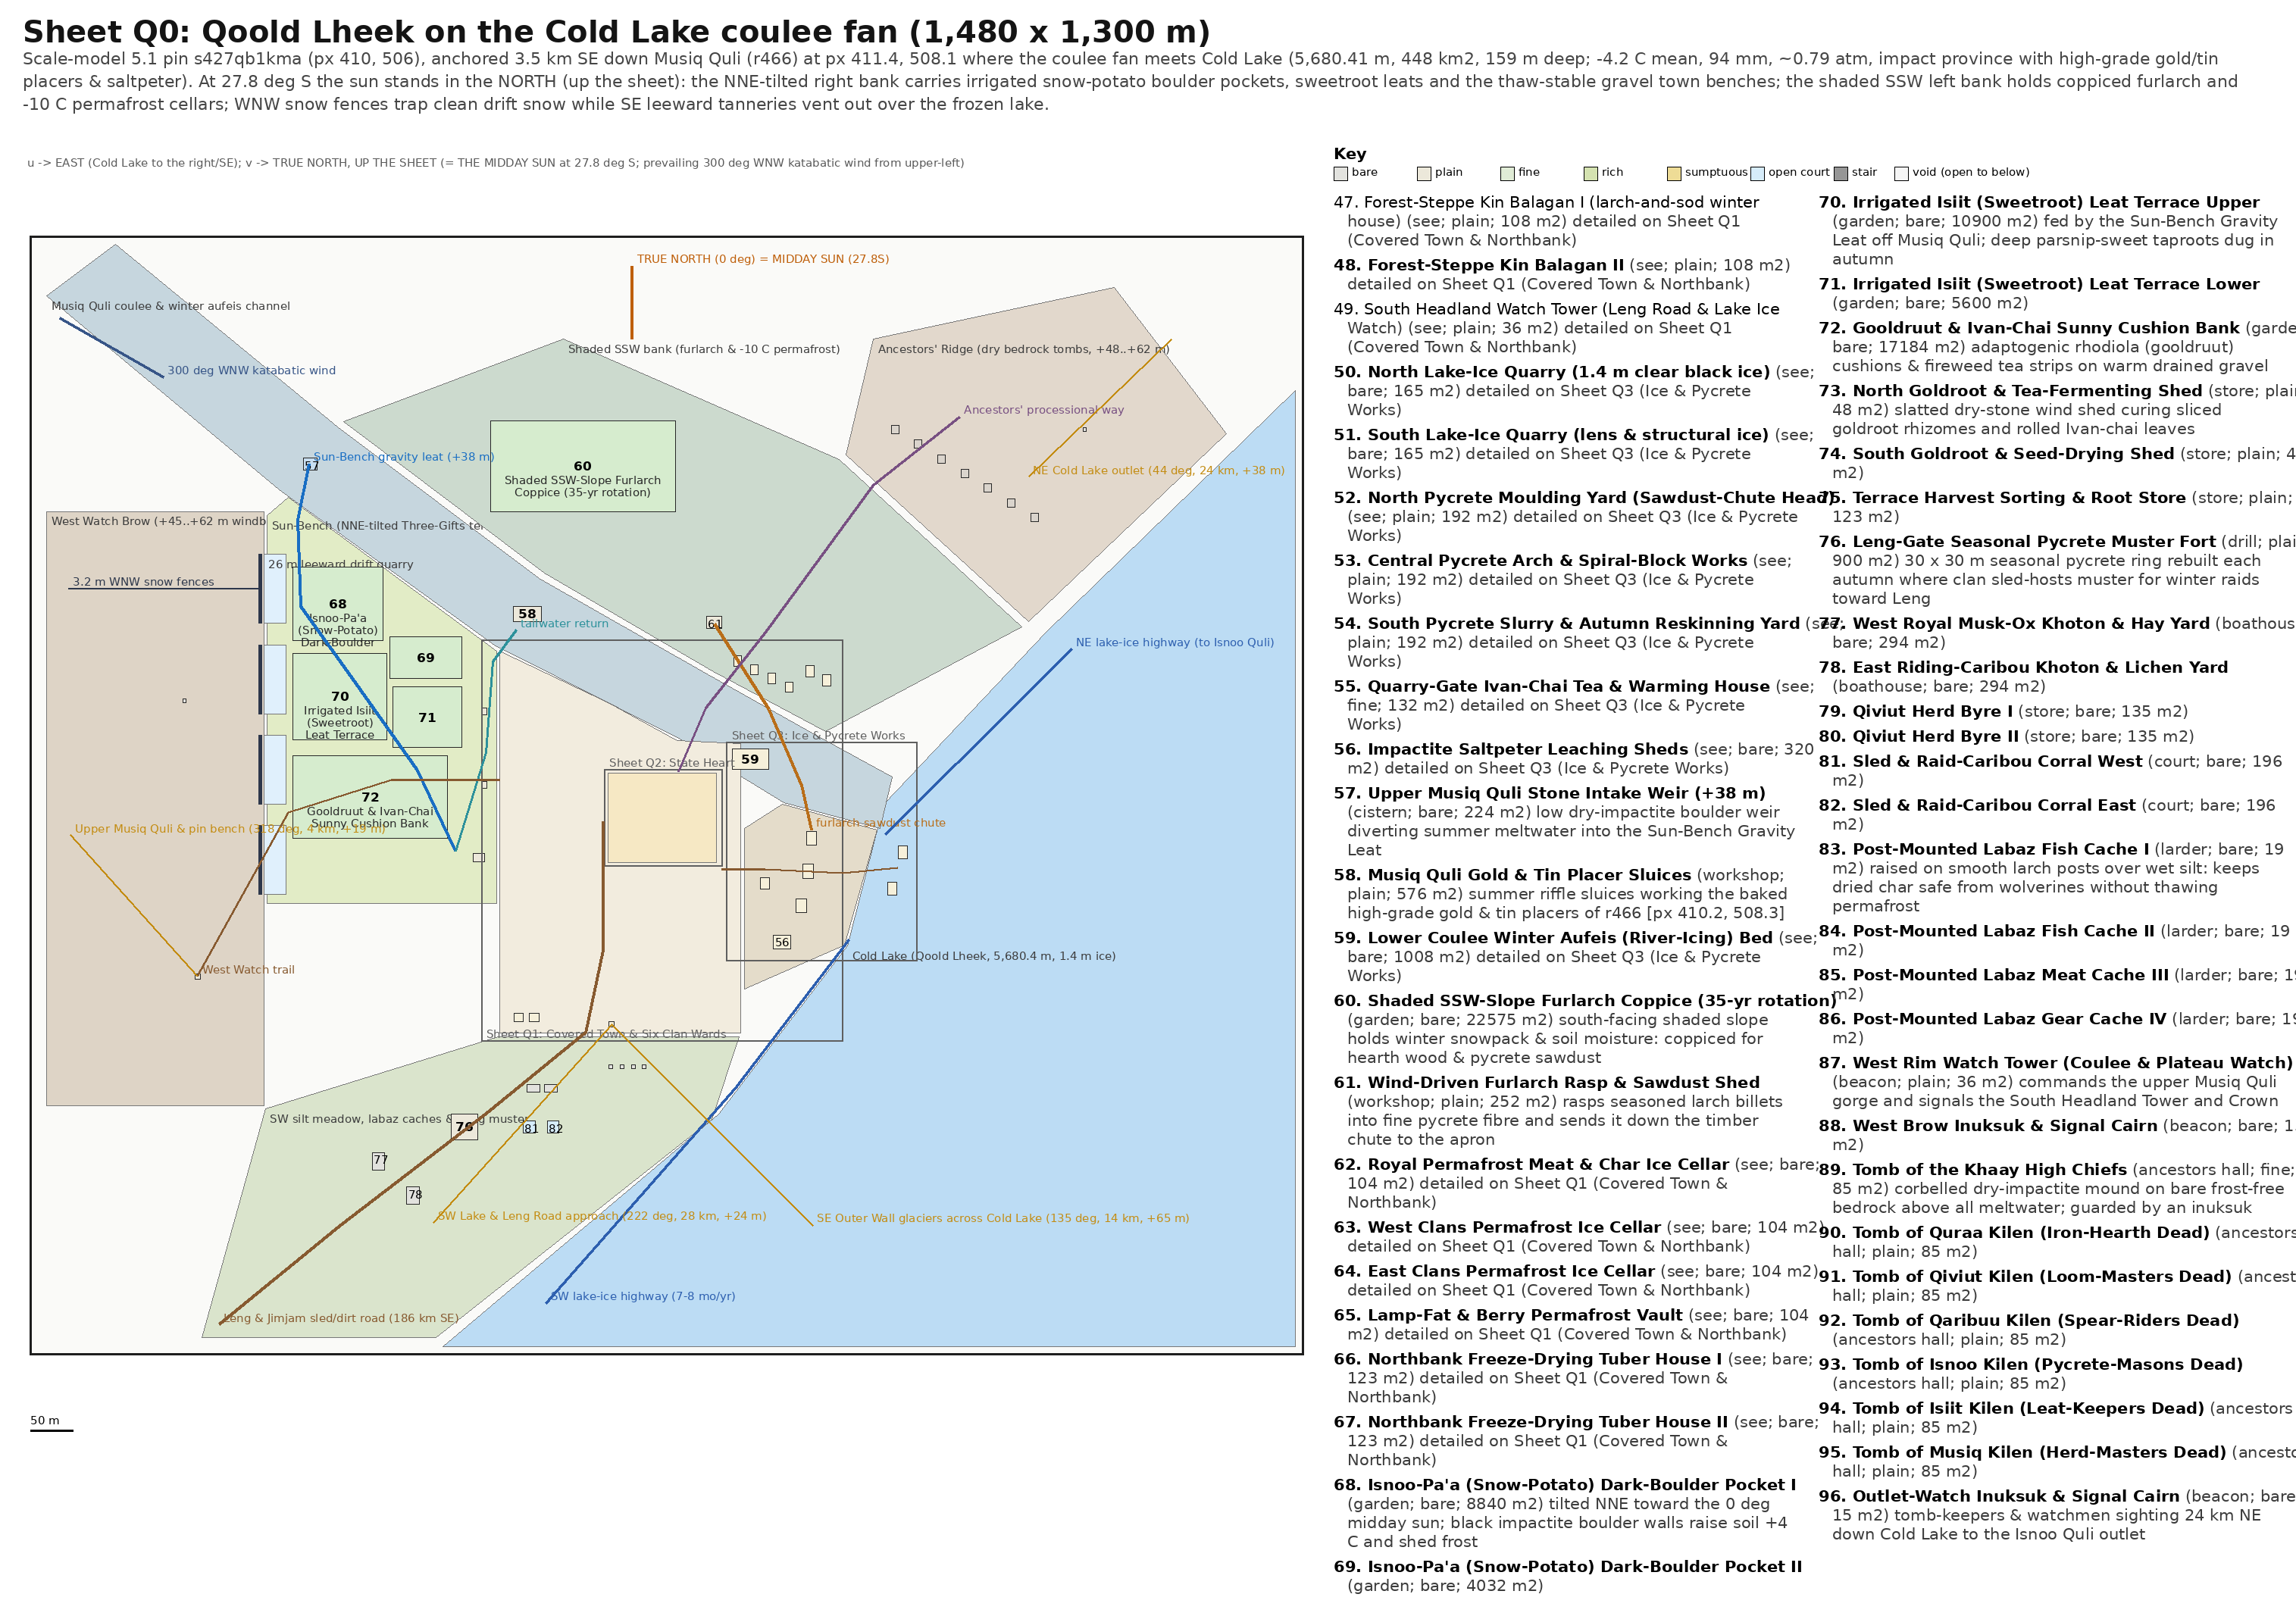 Sheet Q0: Qoold Lheek on the Cold Lake coulee fan (1,480 x 1,300 m)
Scale-model 5.1 pin s427qb1kma (px 410, 506), anchored 3.5 km SE down Musiq Quli (r466) at px 411.4, 508.1 where the coulee fan meets Cold Lake (5,680.41 m, 448 km2, 159 m deep; -4.2 C mean, 94 mm, ~0.79 atm, impact province with high-grade gold/tin
placers & saltpeter). At 27.8 deg S the sun stands in the NORTH (up the sheet): the NNE-tilted right bank carries irrigated snow-potato boulder pockets, sweetroot leats and the thaw-stable gravel town benches; the shaded SSW left bank holds coppiced furlarch and
-10 C permafrost cellars; WNW snow fences trap clean drift snow while SE leeward tanneries vent out over the frozen lake.
u -> EAST (Cold Lake to the right/SE); v -> TRUE NORTH, UP THE SHEET (= THE MIDDAY SUN at 27.8 deg S; prevailing 300 deg WNW katabatic wind from upper-left)
TRUE NORTH (0 deg) = MIDDAY SUN (27.8S)
Musiq Quli coulee & winter aufeis channel
Shaded SSW bank (furlarch & -10 C permafrost)
Ancestors' Ridge (dry bedrock tombs, +48..+62 m)
300 deg WNW katabatic wind
Ancestors' processional way
57
Sun-Bench gravity leat (+38 m)
60
Shaded SSW-Slope Furlarch
Coppice (35-yr rotation)
NE Cold Lake outlet (44 deg, 24 km, +38 m)
West Watch Brow (+45..+62 m windb
Sun-Bench (NNE-tilted Three-Gifts te
26 m leeward drift quarry
3.2 m WNW snow fences
68
Isnoo-Pa'a
(Snow-Potato)
Dark-Boulder
58
tailwater return
61
NE lake-ice highway (to Isnoo Quli)
69
70
Irrigated Isiit
(Sweetroot)
Leat Terrace
71
Sheet Q3: Ice & Pycrete Works
Sheet Q2: State Heart
59
72
Gooldruut & Ivan-Chai
Sunny Cushion Bank
Upper Musiq Quli & pin bench (318 deg, 4 km, +19 m)
furlarch sawdust chute
56
Cold Lake (Qoold Lheek, 5,680.4 m, 1.4 m ice)
West Watch trail
Sheet Q1: Covered Town & Six Clan Wards
SW silt meadow, labaz caches & muster
76
81
82
77
78
SW Lake & Leng Road approach (222 deg, 28 km, +24 m)
SE Outer Wall glaciers across Cold Lake (135 deg, 14 km, +65 m)
SW lake-ice highway (7-8 mo/yr)
Leng & Jimjam sled/dirt road (186 km SE)
50 m
Key
bare
plain
fine
rich
sumptuous
open court
stair
void (open to below)
47. Forest-Steppe Kin Balagan I (larch-and-sod winter
house) (see; plain; 108 m2) detailed on Sheet Q1
(Covered Town & Northbank)
48. Forest-Steppe Kin Balagan II (see; plain; 108 m2)
detailed on Sheet Q1 (Covered Town & Northbank)
49. South Headland Watch Tower (Leng Road & Lake Ice
Watch) (see; plain; 36 m2) detailed on Sheet Q1
(Covered Town & Northbank)
50. North Lake-Ice Quarry (1.4 m clear black ice) (see;
bare; 165 m2) detailed on Sheet Q3 (Ice & Pycrete
Works)
51. South Lake-Ice Quarry (lens & structural ice) (see;
bare; 165 m2) detailed on Sheet Q3 (Ice & Pycrete
Works)
52. North Pycrete Moulding Yard (Sawdust-Chute Head)
(see; plain; 192 m2) detailed on Sheet Q3 (Ice & Pycrete
Works)
53. Central Pycrete Arch & Spiral-Block Works (see;
plain; 192 m2) detailed on Sheet Q3 (Ice & Pycrete
Works)
54. South Pycrete Slurry & Autumn Reskinning Yard (see;
plain; 192 m2) detailed on Sheet Q3 (Ice & Pycrete
Works)
55. Quarry-Gate Ivan-Chai Tea & Warming House (see;
fine; 132 m2) detailed on Sheet Q3 (Ice & Pycrete
Works)
56. Impactite Saltpeter Leaching Sheds (see; bare; 320
m2) detailed on Sheet Q3 (Ice & Pycrete Works)
57. Upper Musiq Quli Stone Intake Weir (+38 m)
(cistern; bare; 224 m2) low dry-impactite boulder weir
diverting summer meltwater into the Sun-Bench Gravity
Leat
58. Musiq Quli Gold & Tin Placer Sluices (workshop;
plain; 576 m2) summer riffle sluices working the baked
high-grade gold & tin placers of r466 [px 410.2, 508.3]
59. Lower Coulee Winter Aufeis (River-Icing) Bed (see;
bare; 1008 m2) detailed on Sheet Q3 (Ice & Pycrete
Works)
60. Shaded SSW-Slope Furlarch Coppice (35-yr rotation)
(garden; bare; 22575 m2) south-facing shaded slope
holds winter snowpack & soil moisture: coppiced for
hearth wood & pycrete sawdust
61. Wind-Driven Furlarch Rasp & Sawdust Shed
(workshop; plain; 252 m2) rasps seasoned larch billets
into fine pycrete fibre and sends it down the timber
chute to the apron
62. Royal Permafrost Meat & Char Ice Cellar (see; bare;
104 m2) detailed on Sheet Q1 (Covered Town &
Northbank)
63. West Clans Permafrost Ice Cellar (see; bare; 104 m2)
detailed on Sheet Q1 (Covered Town & Northbank)
64. East Clans Permafrost Ice Cellar (see; bare; 104 m2)
detailed on Sheet Q1 (Covered Town & Northbank)
65. Lamp-Fat & Berry Permafrost Vault (see; bare; 104
m2) detailed on Sheet Q1 (Covered Town & Northbank)
66. Northbank Freeze-Drying Tuber House I (see; bare;
123 m2) detailed on Sheet Q1 (Covered Town &
Northbank)
67. Northbank Freeze-Drying Tuber House II (see; bare;
123 m2) detailed on Sheet Q1 (Covered Town &
Northbank)
68. Isnoo-Pa'a (Snow-Potato) Dark-Boulder Pocket I
(garden; bare; 8840 m2) tilted NNE toward the 0 deg
midday sun; black impactite boulder walls raise soil +4
C and shed frost
69. Isnoo-Pa'a (Snow-Potato) Dark-Boulder Pocket II
(garden; bare; 4032 m2)
70. Irrigated Isiit (Sweetroot) Leat Terrace Upper
(garden; bare; 10900 m2) fed by the Sun-Bench Gravity
Leat off Musiq Quli; deep parsnip-sweet taproots dug in
autumn
71. Irrigated Isiit (Sweetroot) Leat Terrace Lower
(garden; bare; 5600 m2)
72. Gooldruut & Ivan-Chai Sunny Cushion Bank (garde
bare; 17184 m2) adaptogenic rhodiola (gooldruut)
cushions & fireweed tea strips on warm drained gravel
73. North Goldroot & Tea-Fermenting Shed (store; plain
48 m2) slatted dry-stone wind shed curing sliced
goldroot rhizomes and rolled Ivan-chai leaves
74. South Goldroot & Seed-Drying Shed (store; plain; 4
m2)
75. Terrace Harvest Sorting & Root Store (store; plain;
123 m2)
76. Leng-Gate Seasonal Pycrete Muster Fort (drill; plai
900 m2) 30 x 30 m seasonal pycrete ring rebuilt each
autumn where clan sled-hosts muster for winter raids
toward Leng
77. West Royal Musk-Ox Khoton & Hay Yard (boathous
bare; 294 m2)
78. East Riding-Caribou Khoton & Lichen Yard
(boathouse; bare; 294 m2)
79. Qiviut Herd Byre I (store; bare; 135 m2)
80. Qiviut Herd Byre II (store; bare; 135 m2)
81. Sled & Raid-Caribou Corral West (court; bare; 196
m2)
82. Sled & Raid-Caribou Corral East (court; bare; 196
m2)
83. Post-Mounted Labaz Fish Cache I (larder; bare; 19
m2) raised on smooth larch posts over wet silt: keeps
dried char safe from wolverines without thawing
permafrost
84. Post-Mounted Labaz Fish Cache II (larder; bare; 19
m2)
85. Post-Mounted Labaz Meat Cache III (larder; bare; 19
m2)
86. Post-Mounted Labaz Gear Cache IV (larder; bare; 19
m2)
87. West Rim Watch Tower (Coulee & Plateau Watch)
(beacon; plain; 36 m2) commands the upper Musiq Quli
gorge and signals the South Headland Tower and Crown
88. West Brow Inuksuk & Signal Cairn (beacon; bare; 1
m2)
89. Tomb of the Khaay High Chiefs (ancestors hall; fine;
85 m2) corbelled dry-impactite mound on bare frost-free
bedrock above all meltwater; guarded by an inuksuk
90. Tomb of Quraa Kilen (Iron-Hearth Dead) (ancestors
hall; plain; 85 m2)
91. Tomb of Qiviut Kilen (Loom-Masters Dead) (ancest
hall; plain; 85 m2)
92. Tomb of Qaribuu Kilen (Spear-Riders Dead)
(ancestors hall; plain; 85 m2)
93. Tomb of Isnoo Kilen (Pycrete-Masons Dead)
(ancestors hall; plain; 85 m2)
94. Tomb of Isiit Kilen (Leat-Keepers Dead) (ancestors
hall; plain; 85 m2)
95. Tomb of Musiq Kilen (Herd-Masters Dead) (ancesto
hall; plain; 85 m2)
96. Outlet-Watch Inuksuk & Signal Cairn (beacon; bare
15 m2) tomb-keepers & watchmen sighting 24 km NE
down Cold Lake to the Isnoo Quli outlet